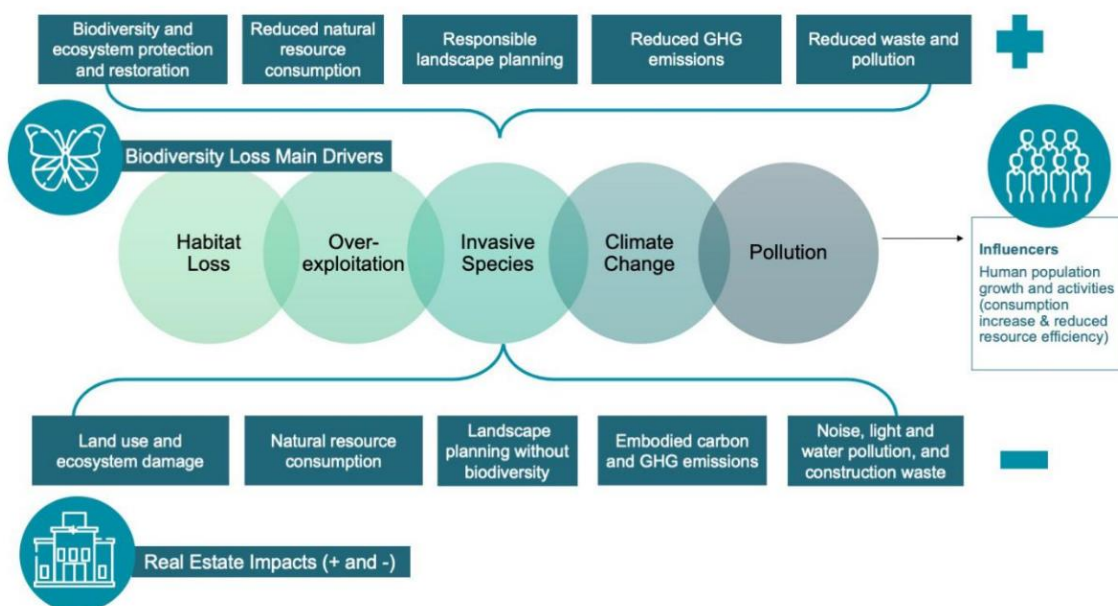 Biodiversity and
ecosystem protection
and restoration
Reduced natural
resource
consumption
Responsible
landscape planning
Reduced GHG
emissions
Reduced waste and
pollution
Biodiversity Loss Main Drivers
Habitat
Loss
Over-
exploitation
Invasive
Species
Climate
Change
Pollution
Influencers
Human population
growth and activities
(consumption
increase & reduced
resource efficiency)
Land use and
ecosystem damage
Natural resource
consumption
Landscape
planning without
biodiversity
Embodied carbon
and GHG emissions
Noise, light and
water pollution, and
construction waste
Real Estate Impacts (+ and -)